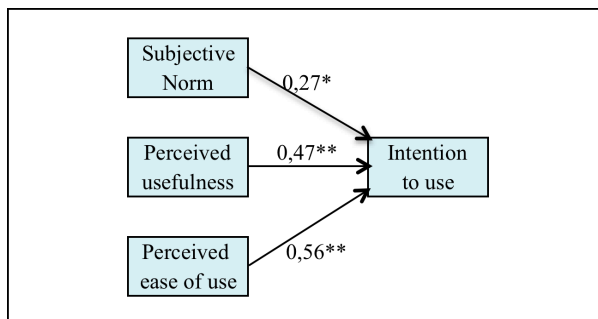 Subjective
Norm
0,27*
Perceived
usefulness
0,47**
Intention
to use
Perceived
ease of use
0,56**